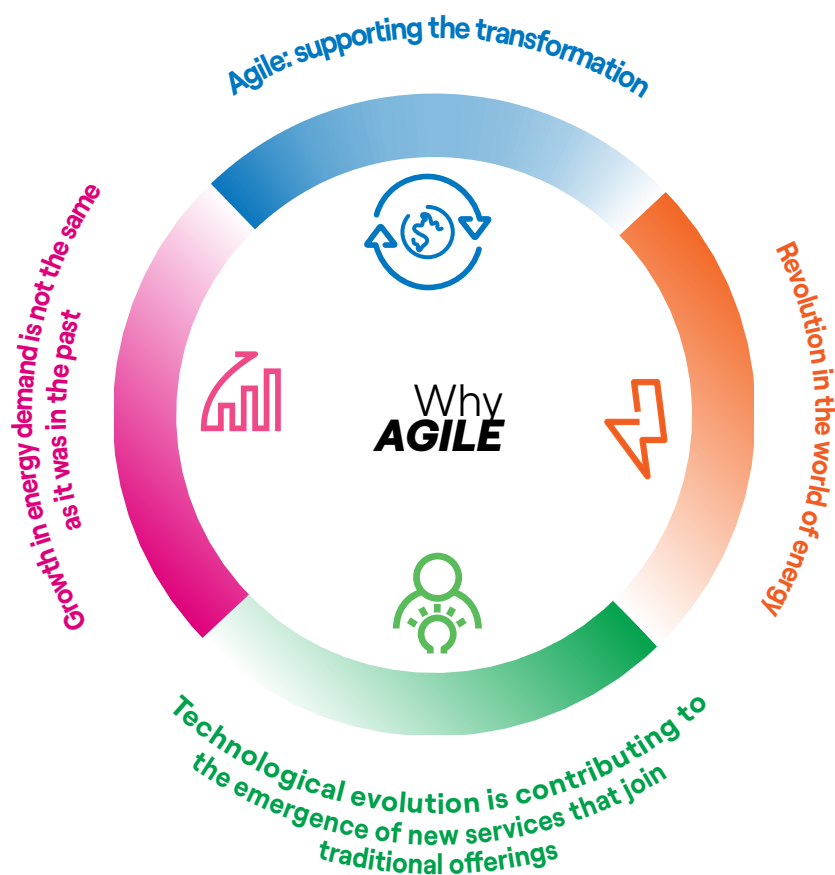 Agile: supporting the transformation
Revolution in the world of energy
Technological evolution is contributing to
the emergence of new services that join
traditional offerings
Growth in energy demand is not the same
as it was in the past
Why
AGILE